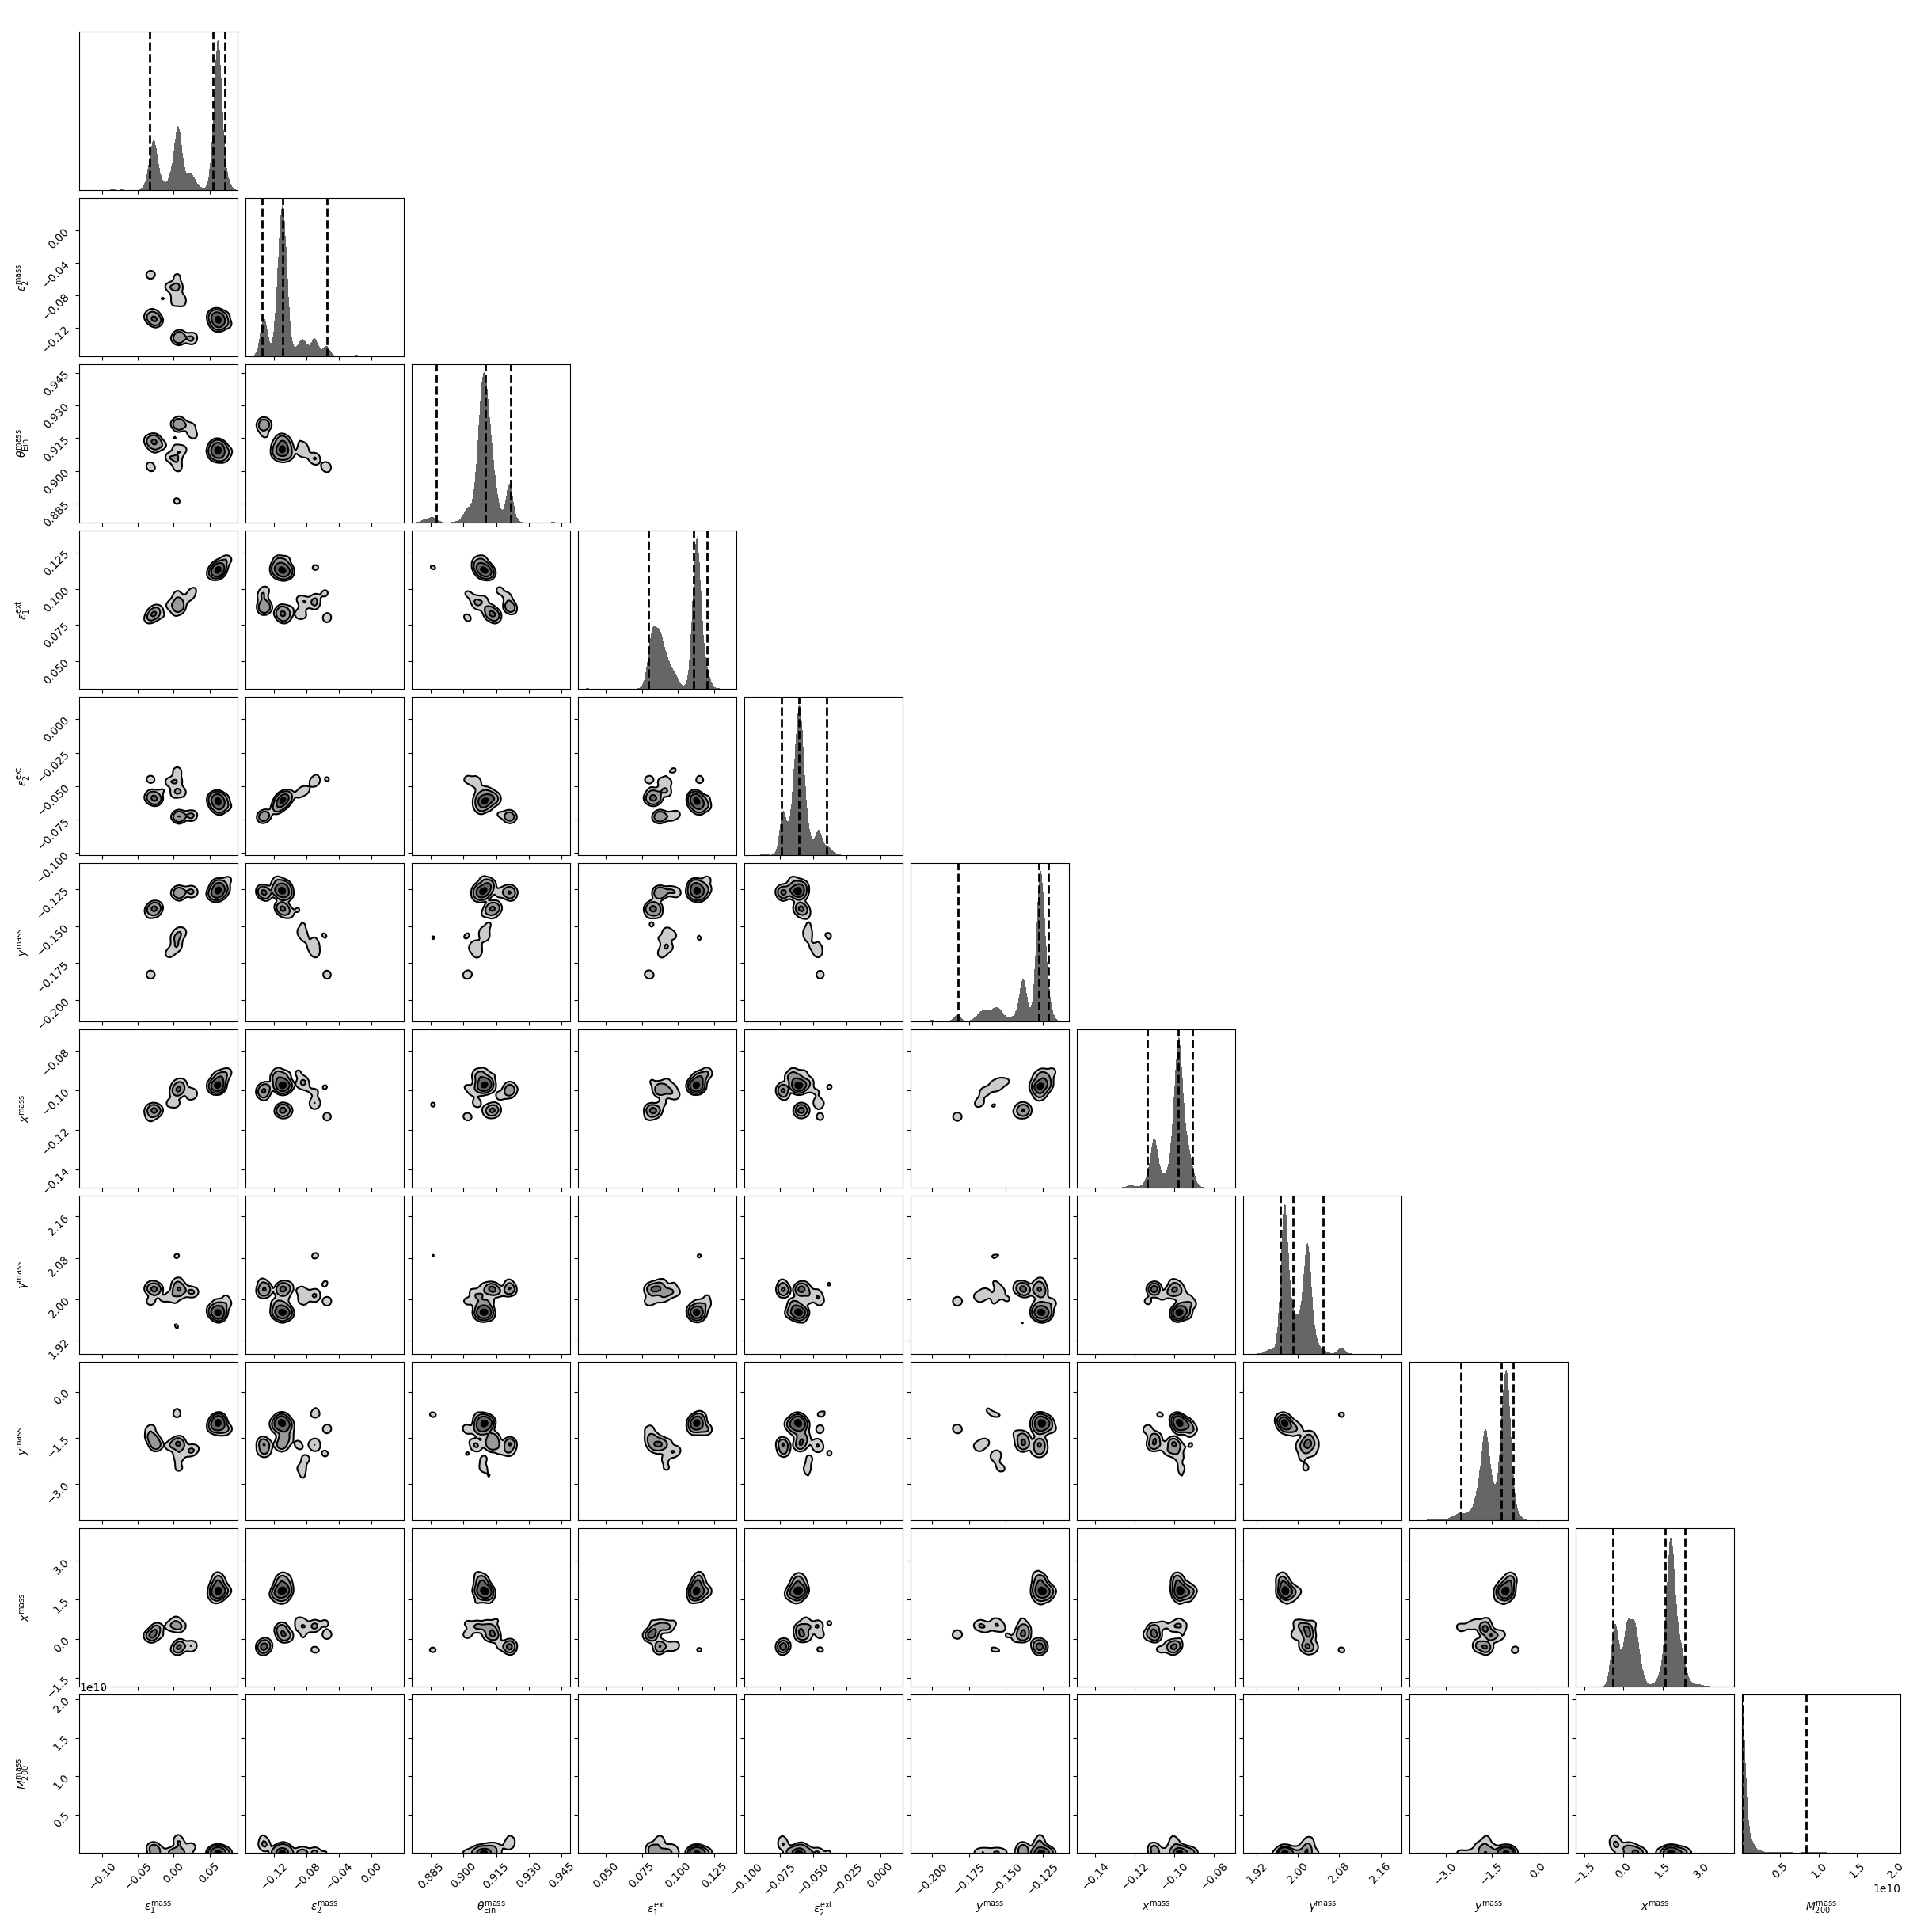 ε₂^mass 0.00 −0.04 −0.08 −0.12
θ_Ein^mass 0.945 0.930 0.915 0.900 0.885
ε₁^ext 0.125 0.100 0.075 0.050
ε₂^ext 0.000 −0.025 −0.050 −0.075 −0.100
y^mass −0.100 −0.125 −0.150 −0.175 −0.200
x^mass −0.08 −0.10 −0.12 −0.14
γ^mass 2.16 2.08 2.00 1.92
y^mass 0.0 −1.5 −3.0
x^mass 3.0 1.5 0.0 −1.5
1e10
M₂₀₀^mass 2.0 1.5 1.0 0.5
−0.10 −0.05 0.00 0.05 −0.12 −0.08 −0.04 0.00 0.885 0.900 0.915 0.930 0.945 0.050 0.075 0.100 0.125 −0.100 −0.075 −0.050 −0.025 0.000 −0.200 −0.175 −0.150 −0.125 −0.14 −0.12 −0.10 −0.08 1.92 2.00 2.08 2.16 −3.0 −1.5 0.0 −1.5 0.0 1.5 3.0 0.5 1.0 1.5 2.0
1e10
ε₁^mass ε₂^mass θ_Ein^mass ε₁^ext ε₂^ext y^mass x^mass γ^mass y^mass x^mass M₂₀₀^mass